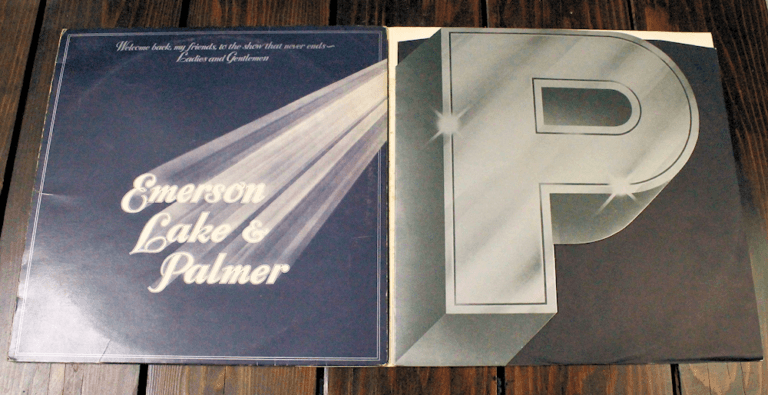 Welcome back, my friends, to the show that never ends—
Ladies and Gentlemen
Emerson
Lake &
Palmer
P